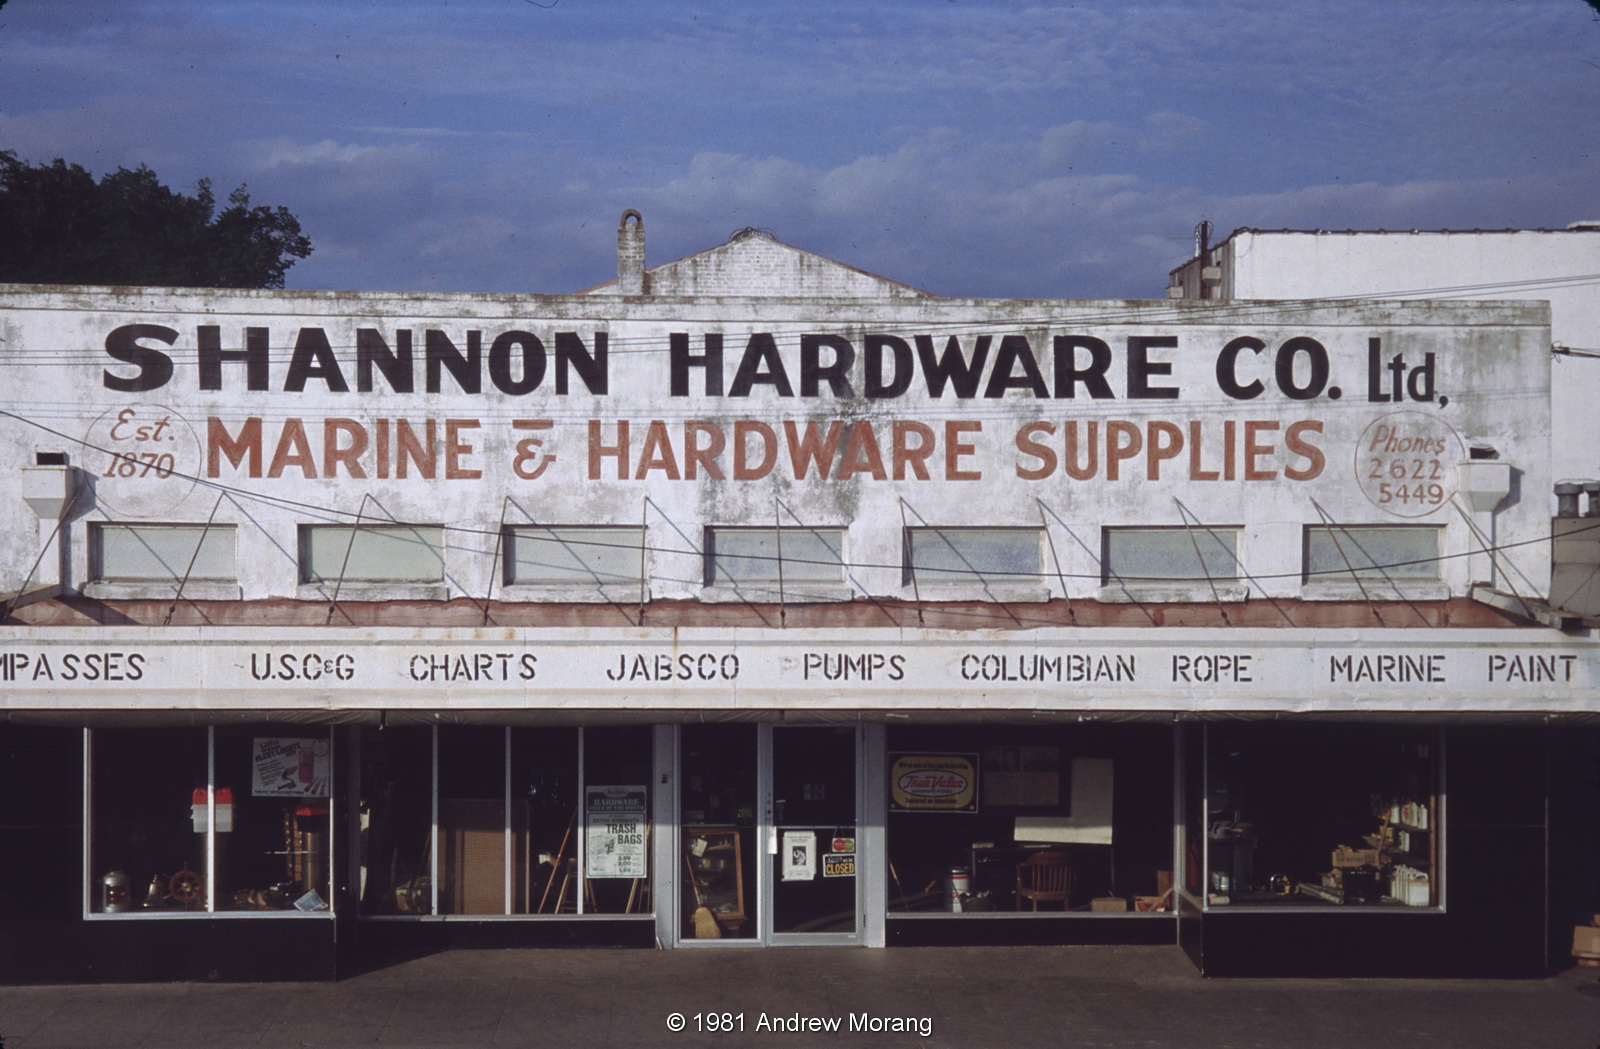 SHANNON HARDWARE CO. Ltd,
Est. 1870
MARINE & HARDWARE SUPPLIES
Phones
2622
5449
MPASSES U.S.C&G CHARTS JABSCO PUMPS COLUMBIAN ROPE MARINE PAINT
HARDWARE
TRASH
BAGS
True Value
CLOSED
© 1981 Andrew Morang